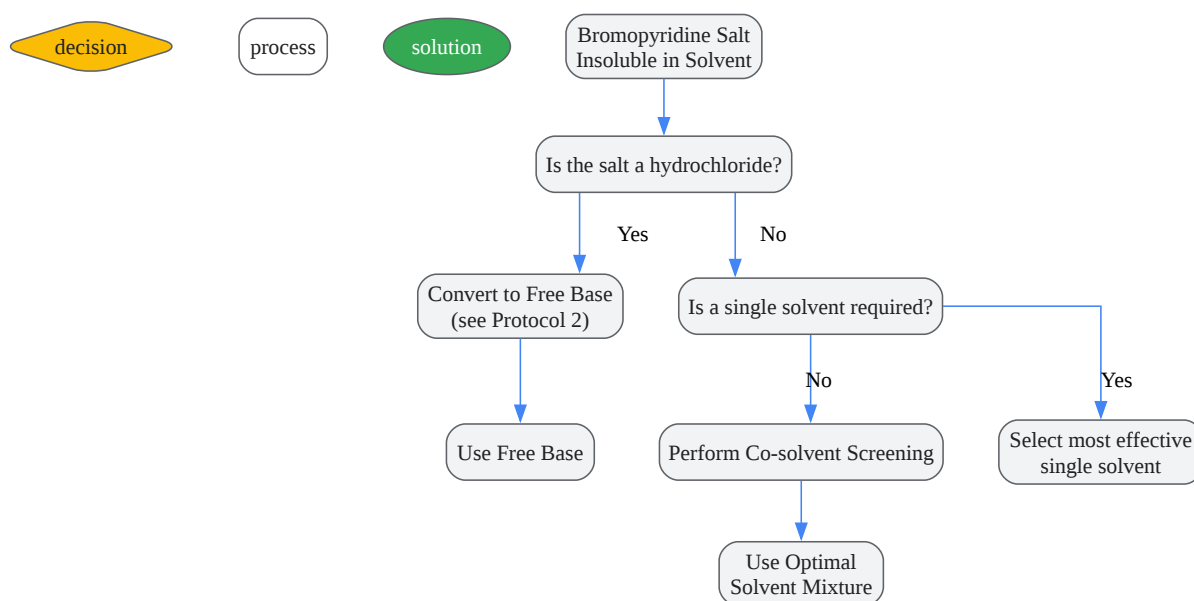 decision
process
solution
Bromopyridine Salt
Insoluble in Solvent
Is the salt a hydrochloride?
Yes
No
Convert to Free Base
(see Protocol 2)
Is a single solvent required?
No
Yes
Use Free Base
Perform Co-solvent Screening
Select most effective
single solvent
Use Optimal
Solvent Mixture